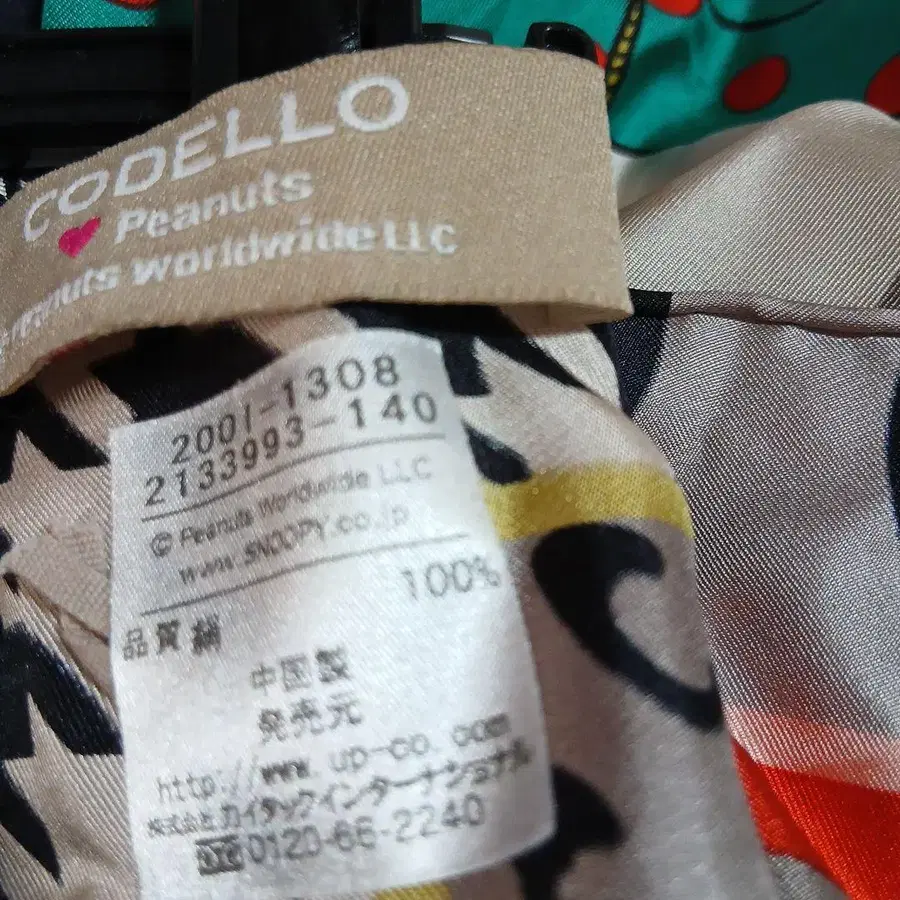 CODELLO
Peanuts
© Peanuts Worldwide LLC
2001-1308
2133993-140
© Peanuts Worldwide LLC
www.SNOOPY.co.jp
100%
品質 絹
中国製
発売元
http://www.up-co.com
株式会社カイタックインターナショナル
0120-66-2240